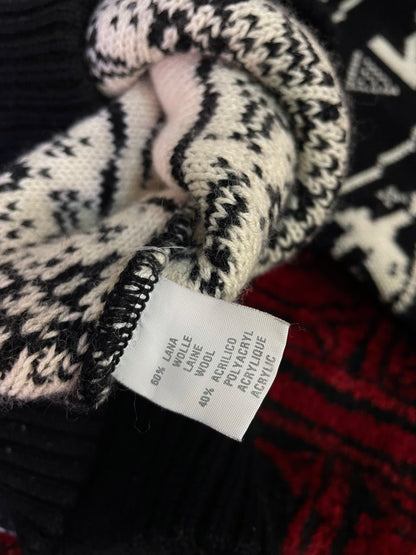 60% LANA
WOLLE
LAINE
WOOL
40% ACRILICO
POLYACRYL
ACRYLIQUE
ACRYLIC